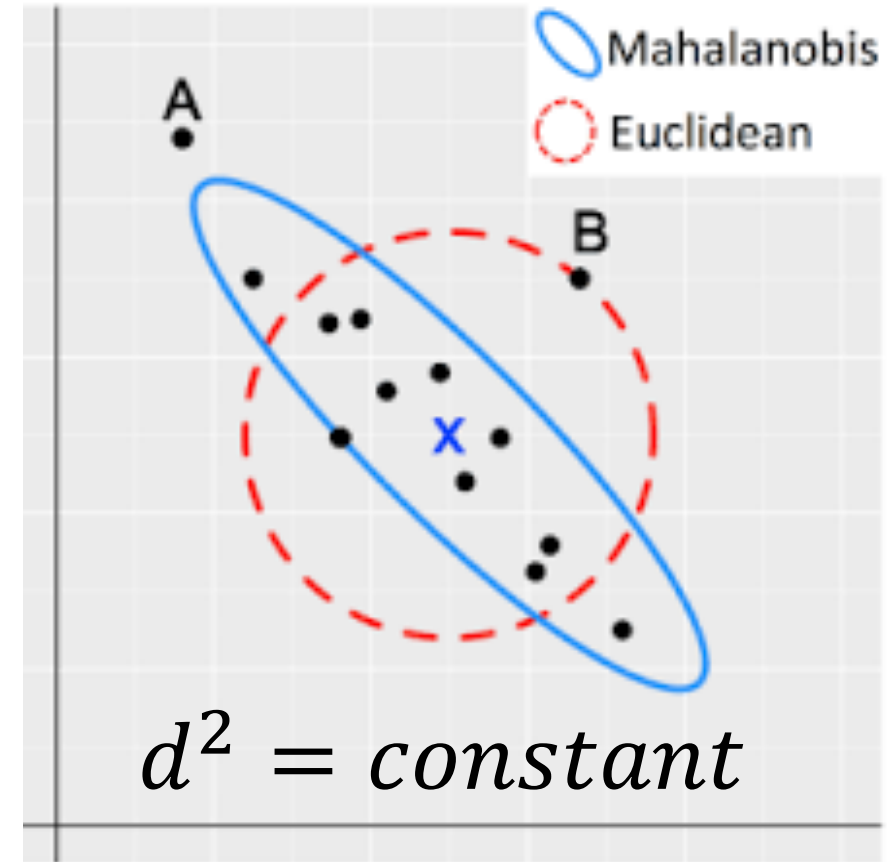 Mahalanobis
Euclidean
A
B
X
d² = constant